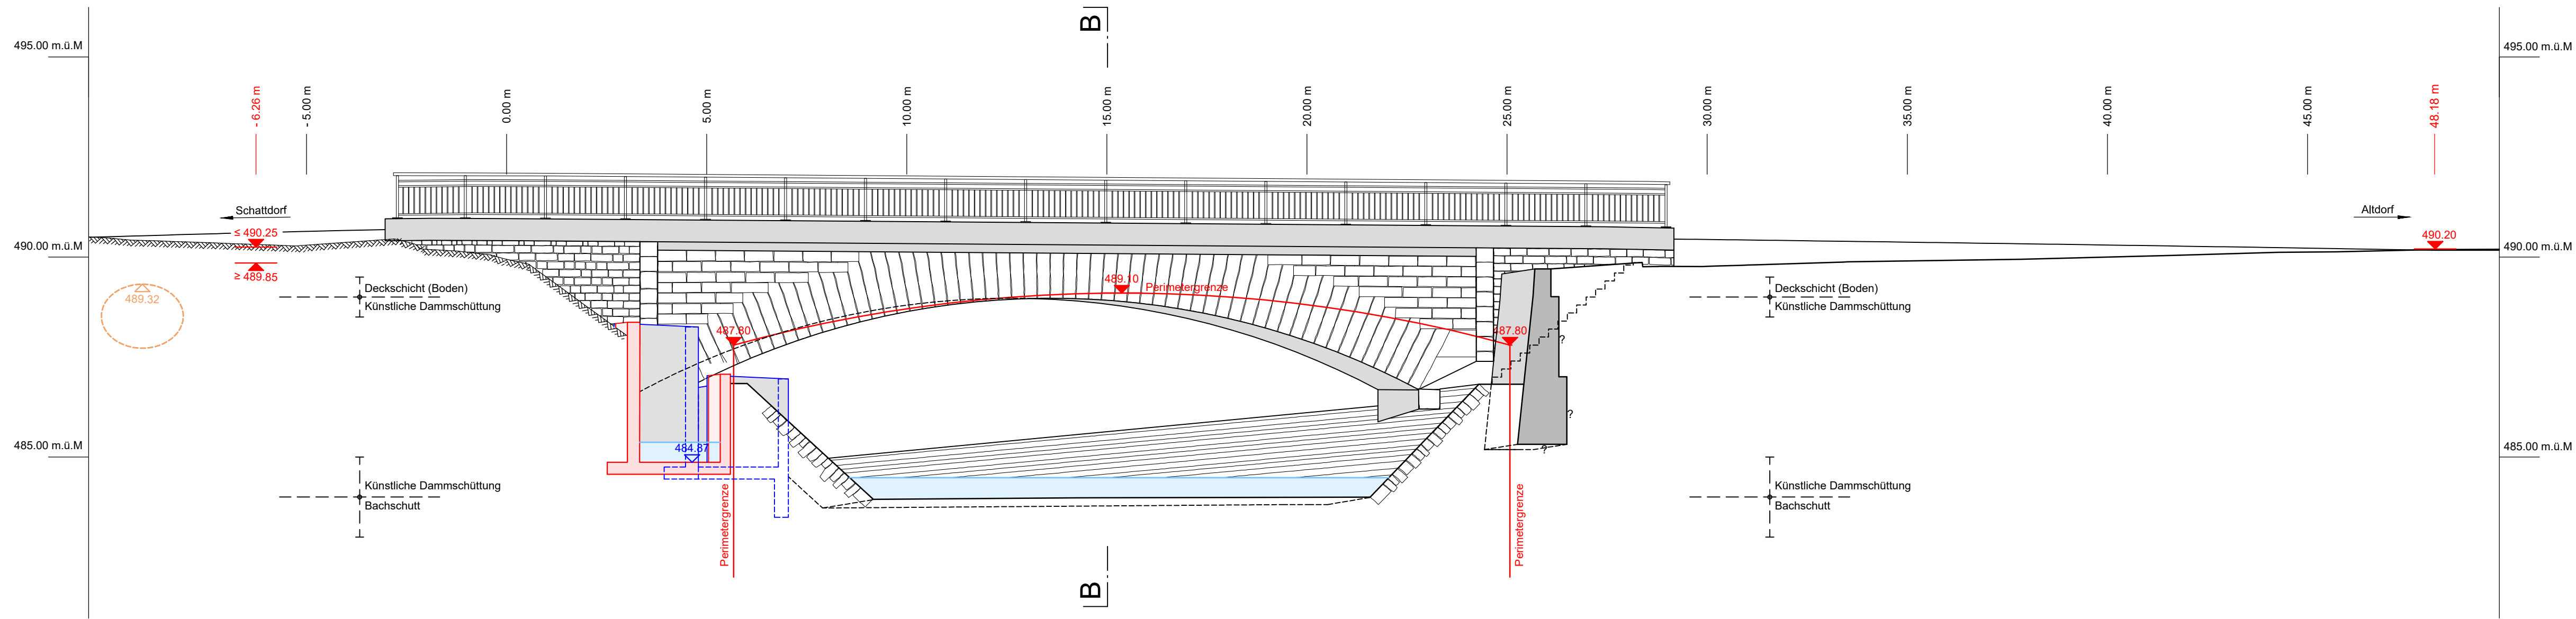 B
495.00 m.ü.M
495.00 m.ü.M
- 6.26 m
- 5.00 m
0.00 m
5.00 m
10.00 m
15.00 m
20.00 m
25.00 m
30.00 m
35.00 m
40.00 m
45.00 m
48.18 m
Schattdorf
Altdorf
≤ 490.25
490.20
490.00 m.ü.M
490.00 m.ü.M
≥ 489.85
489.32
489.10
Perimetergrenze
Deckschicht (Boden)
Künstliche Dammschüttung
Deckschicht (Boden)
Künstliche Dammschüttung
487.80
487.80
?
?
?
485.00 m.ü.M
485.00 m.ü.M
484.87
Künstliche Dammschüttung
Bachschutt
Künstliche Dammschüttung
Bachschutt
Perimetergrenze
Perimetergrenze
B